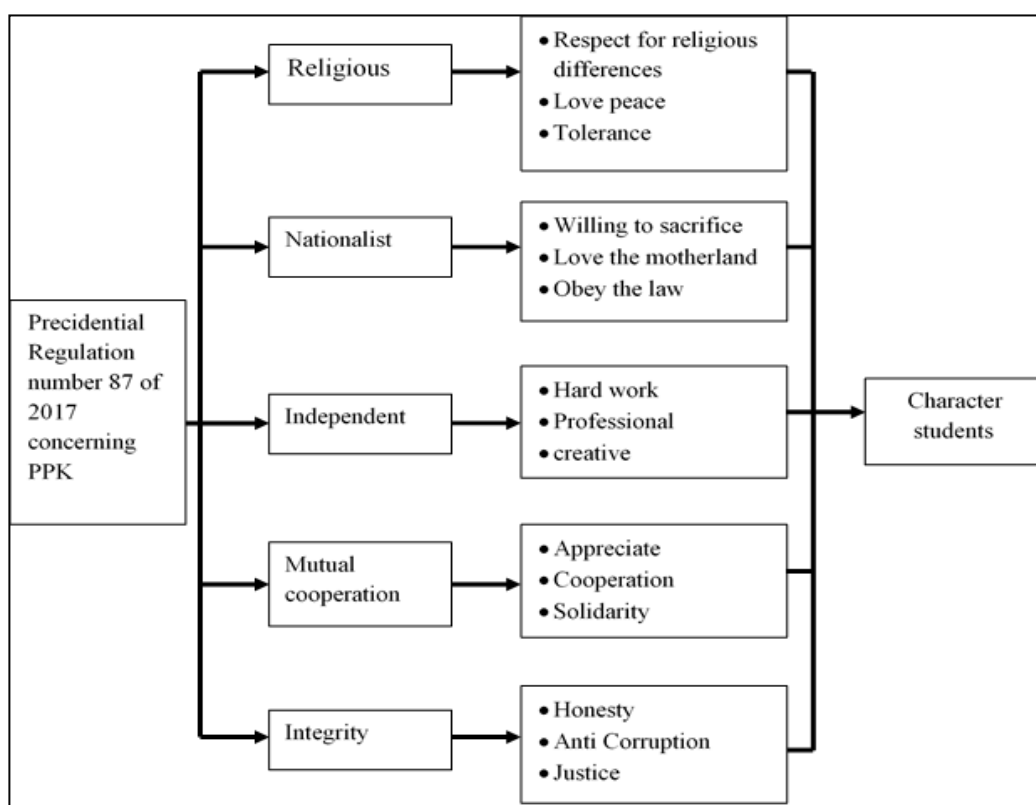 Precidential
Regulation
number 87 of
2017
concerning
PPK
Religious
• Respect for religious
differences
• Love peace
• Tolerance
Nationalist
• Willing to sacrifice
• Love the motherland
• Obey the law
Independent
• Hard work
• Professional
• creative
Mutual
cooperation
• Appreciate
• Cooperation
• Solidarity
Integrity
• Honesty
• Anti Corruption
• Justice
Character
students